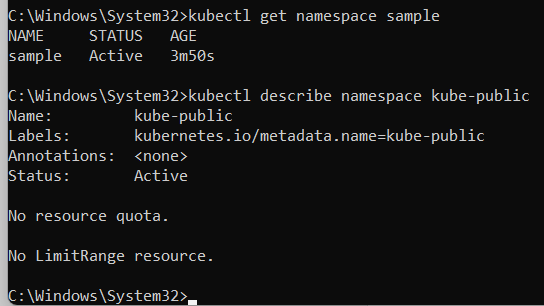 C:\Windows\System32>kubectl get namespace sample
NAME     STATUS   AGE
sample   Active   3m50s
C:\Windows\System32>kubectl describe namespace kube-public
Name:         kube-public
Labels:       kubernetes.io/metadata.name=kube-public
Annotations:  <none>
Status:       Active
No resource quota.
No LimitRange resource.
C:\Windows\System32>